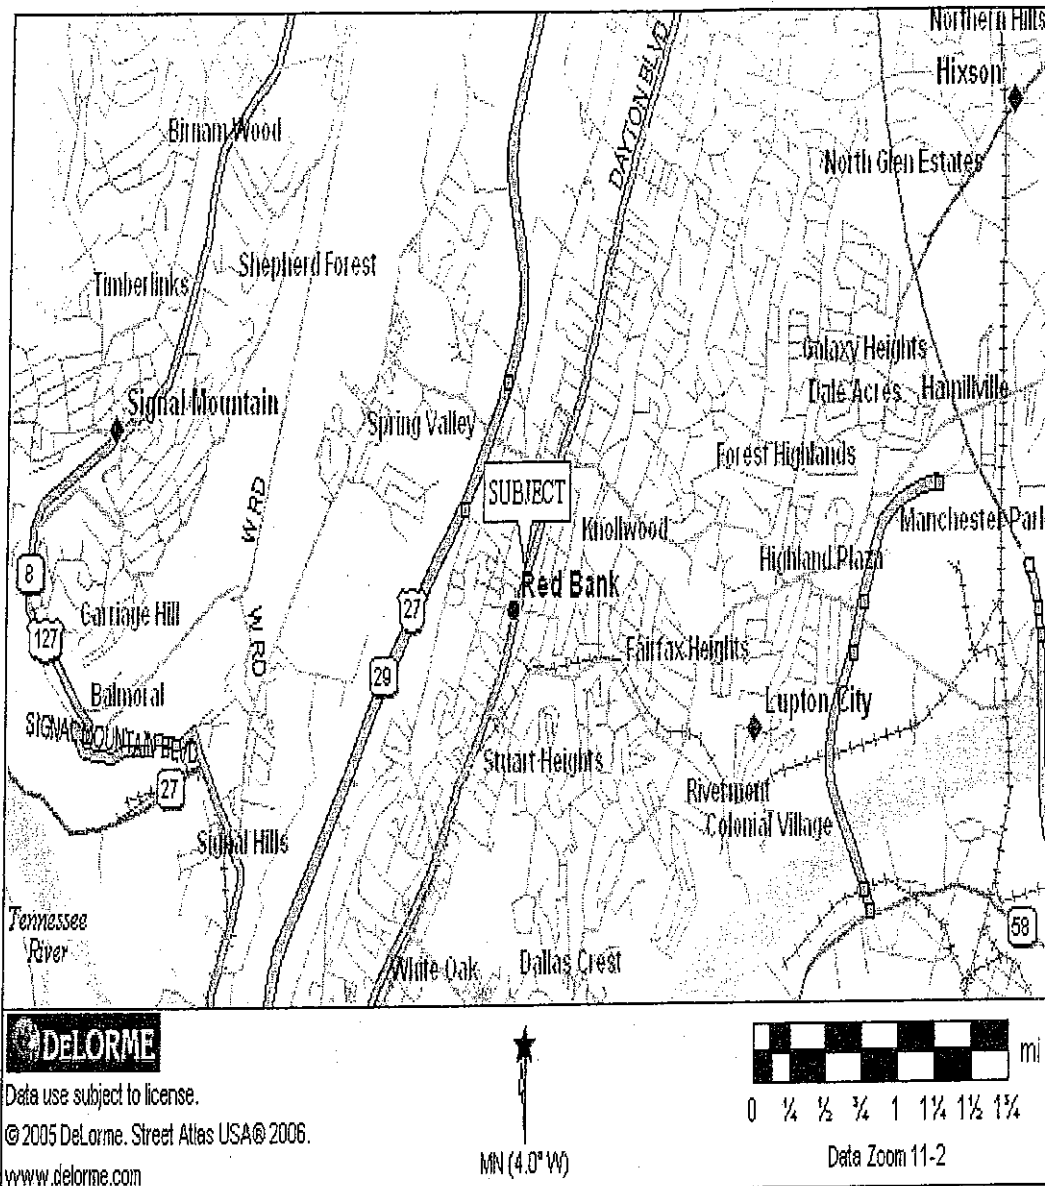 Northern Hills
Hixson
DAYTON BLVD
Birnam Wood
North Glen Estates
Shepherd Forest
Timberlinks
Galaxy Heights
Dale Acres
Hamillville
Signal Mountain
Spring Valley
Forest Highlands
SUBJECT
W RD
Knollwood
Manchester Park
Highland Plaza
8
Red Bank
27
Carriage Hill
127
W RD
Fairfax Heights
29
Balmoral
Lupton City
SIGNAL MOUNTAIN BLVD
Stuart Heights
27
Rivermont
Colonial Village
Signal Hills
Tennessee
River
58
White Oak
Dallas Crest
DELORME
Data use subject to license.
© 2005 DeLorme. Street Atlas USA® 2006.
www.delorme.com
MN (4.0° W)
mi
0 ¼ ½ ¾ 1 1¼ 1½ 1¾
Data Zoom 11-2